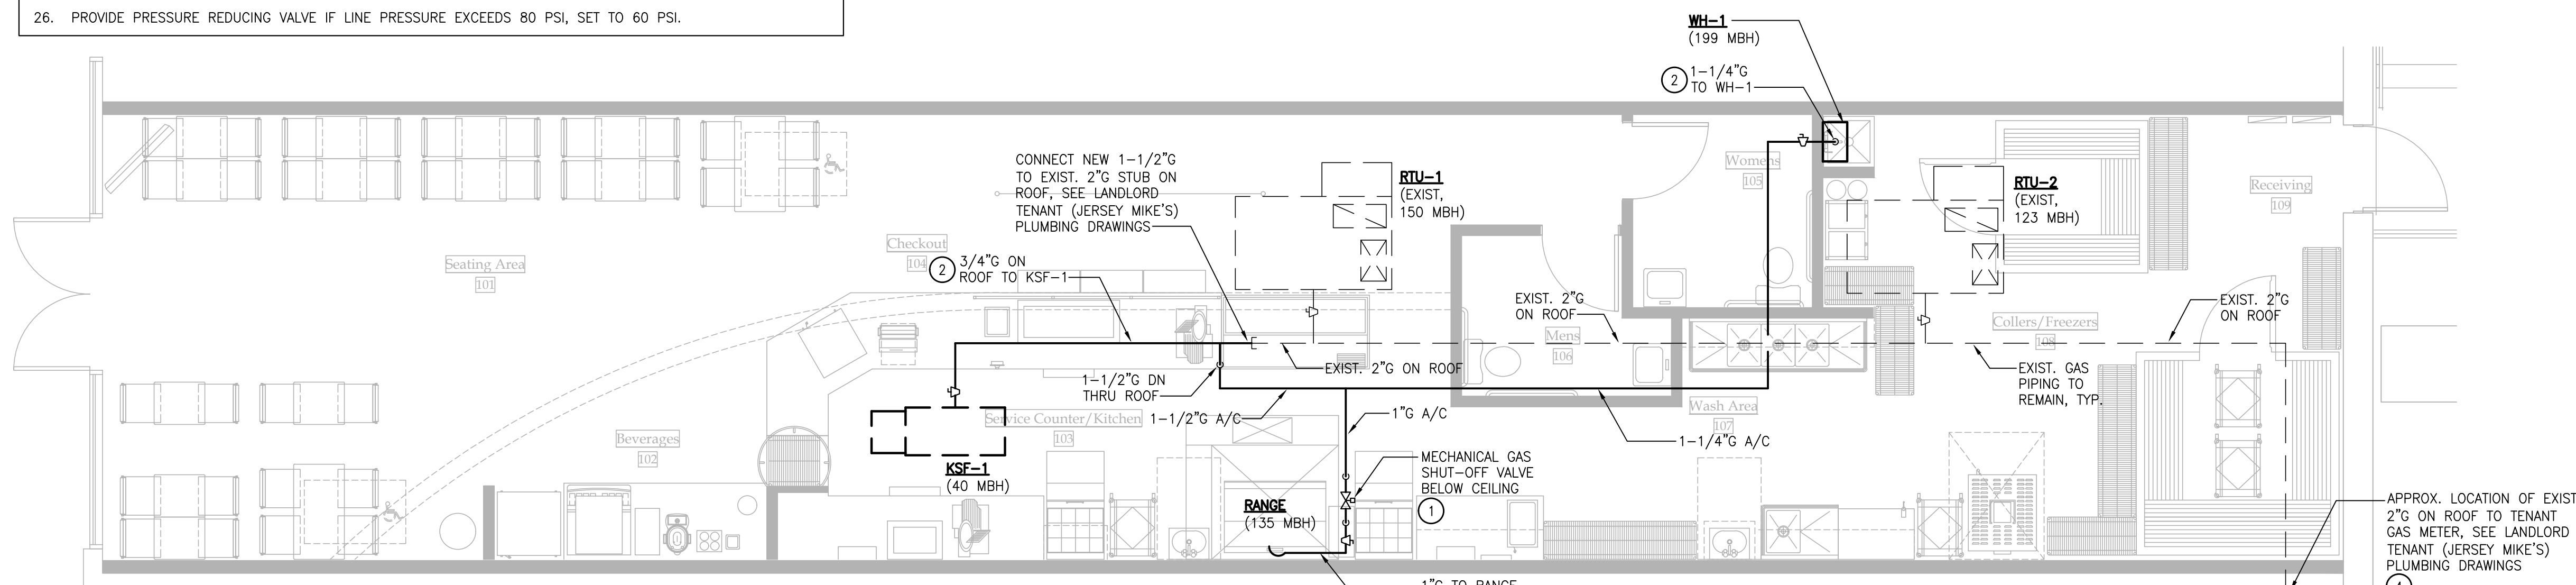 26. PROVIDE PRESSURE REDUCING VALVE IF LINE PRESSURE EXCEEDS 80 PSI, SET TO 60 PSI.
WH-1
(199 MBH)
2
1-1/4"G
TO WH-1
CONNECT NEW 1-1/2"G
TO EXIST. 2"G STUB ON
ROOF, SEE LANDLORD
TENANT (JERSEY MIKE'S)
PLUMBING DRAWINGS
RTU-1
(EXIST,
150 MBH)
Womens
105
RTU-2
(EXIST,
123 MBH)
Receiving
109
Seating Area
101
Checkout
104
2
3/4"G ON
ROOF TO KSF-1
EXIST. 2"G
ON ROOF
Mens
106
Collers/Freezers
108
EXIST. 2"G
ON ROOF
EXIST. 2"G ON ROOF
1-1/2"G DN
THRU ROOF
EXIST. GAS
PIPING TO
REMAIN, TYP.
Service Counter/Kitchen
103
1-1/2"G A/C
1"G A/C
Wash Area
107
1-1/4"G A/C
Beverages
102
KSF-1
(40 MBH)
MECHANICAL GAS
SHUT-OFF VALVE
BELOW CEILING
1
RANGE
(135 MBH)
APPROX. LOCATION OF EXIST
2"G ON ROOF TO TENANT
GAS METER, SEE LANDLORD
TENANT (JERSEY MIKE'S)
PLUMBING DRAWINGS
1"G TO RANGE